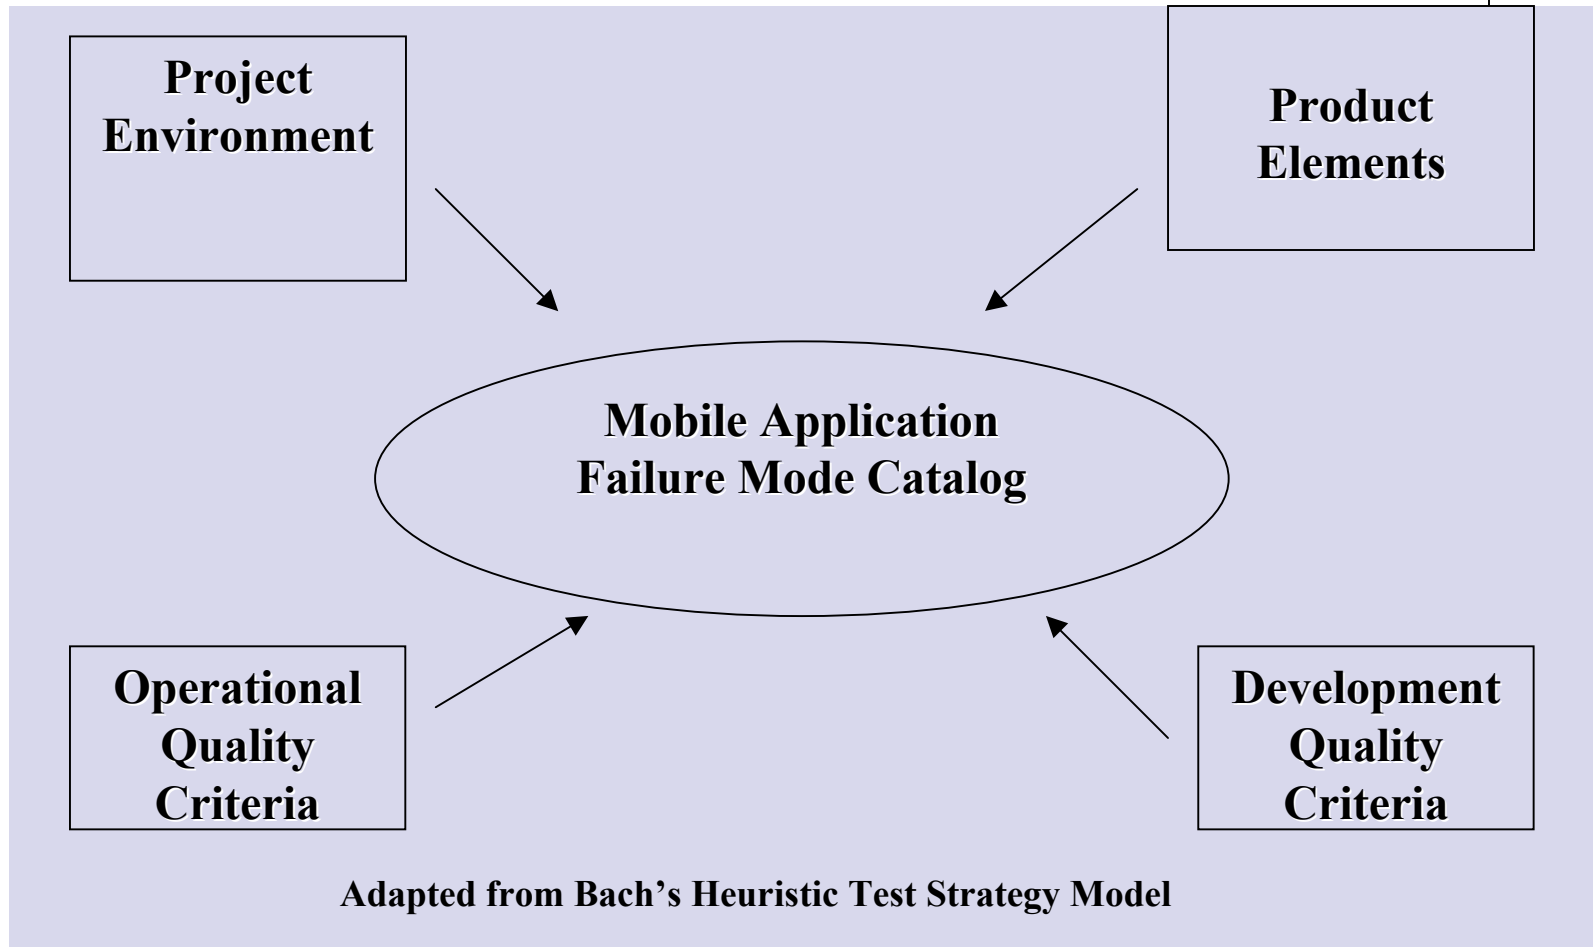 Project
Environment
Product
Elements
Mobile Application
Failure Mode Catalog
Operational
Quality
Criteria
Development
Quality
Criteria
Adapted from Bach’s Heuristic Test Strategy Model